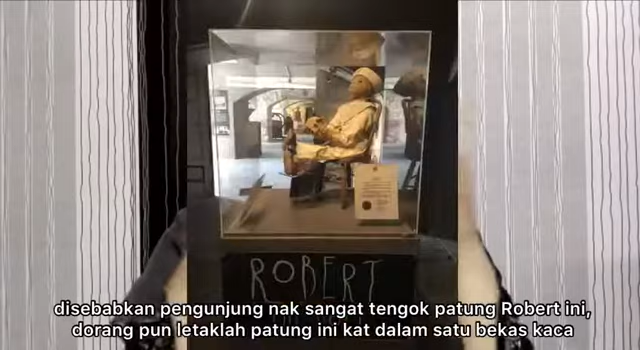 ROBERT
disebabkan pengunjung nak sangat tengok patung Robert ini,
dorang pun letaklah patung ini kat dalam satu bekas kaca